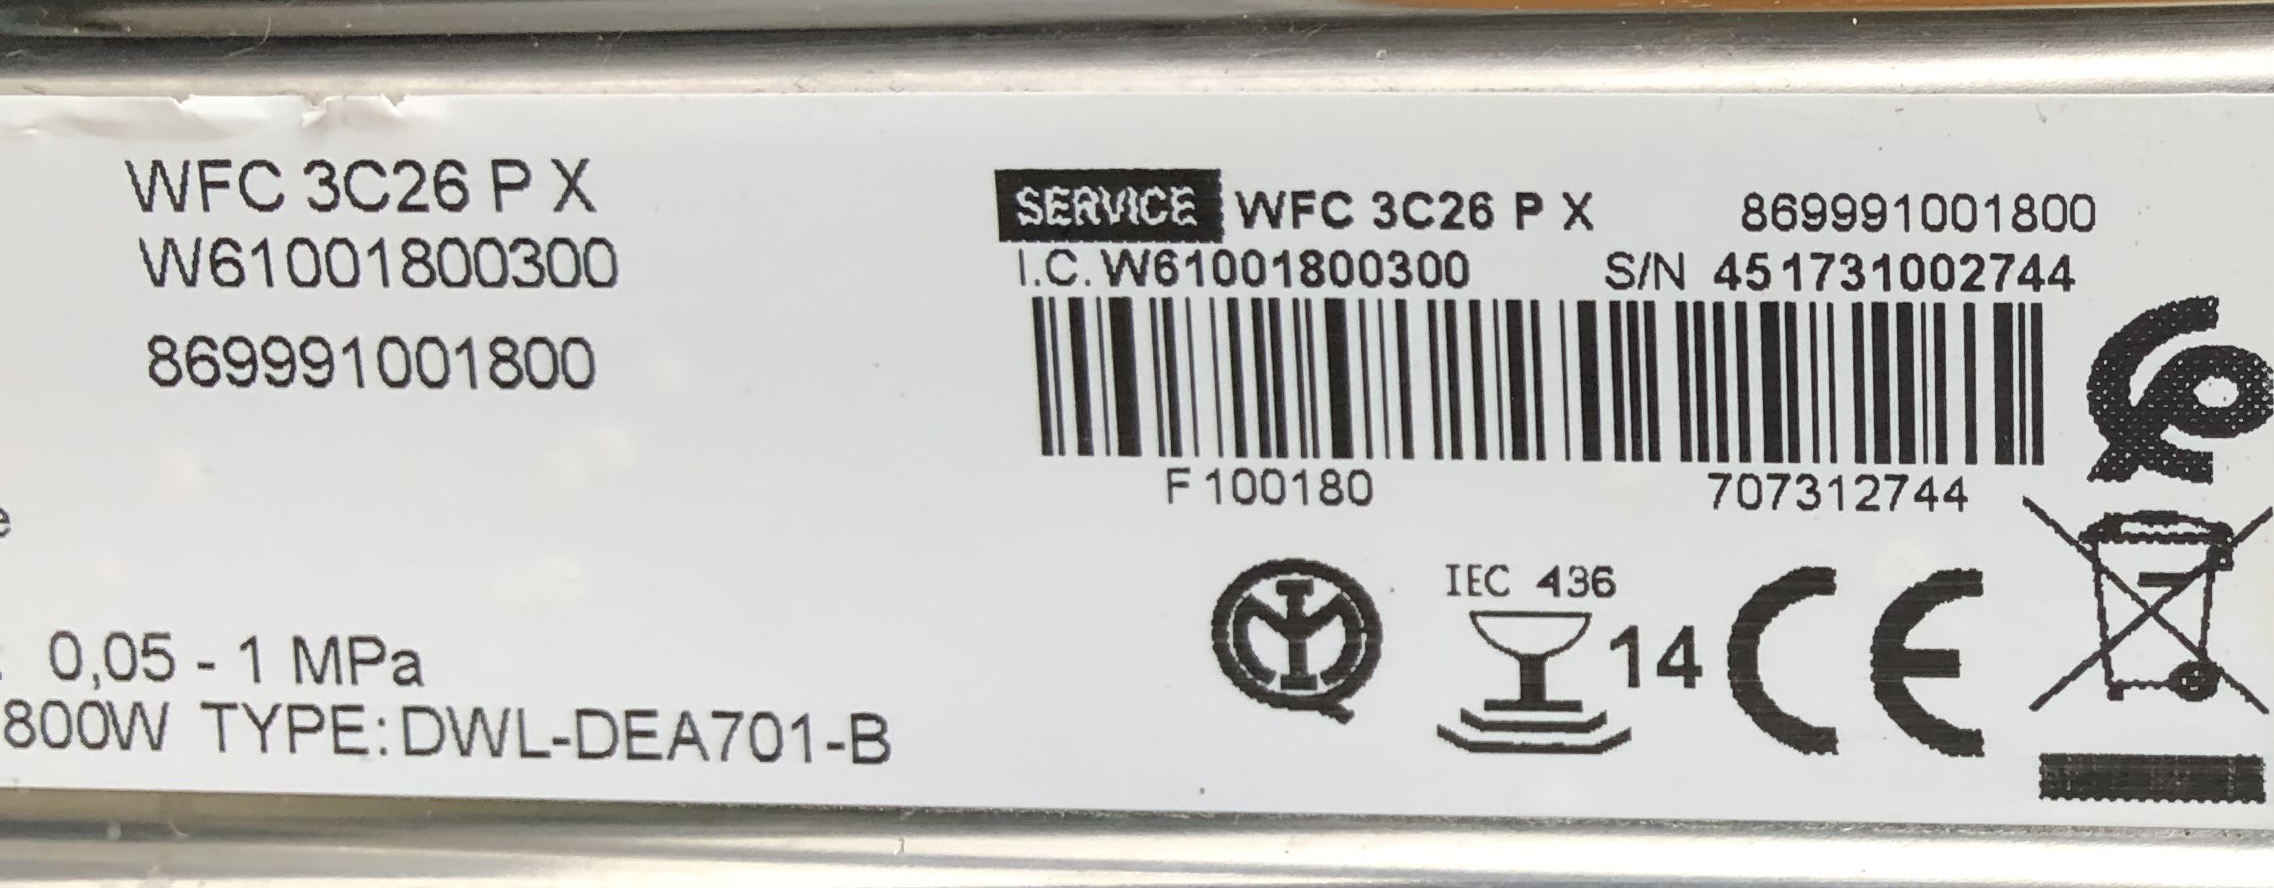 WFC 3C26 P X
W61001800300
869991001800
0,05 - 1 MPa
800W TYPE: DWL-DEA701-B
SERVICE WFC 3C26 P X 869991001800
I.C. W61001800300 S/N 451731002744
F 100180 707312744
IEC 436
14 CE